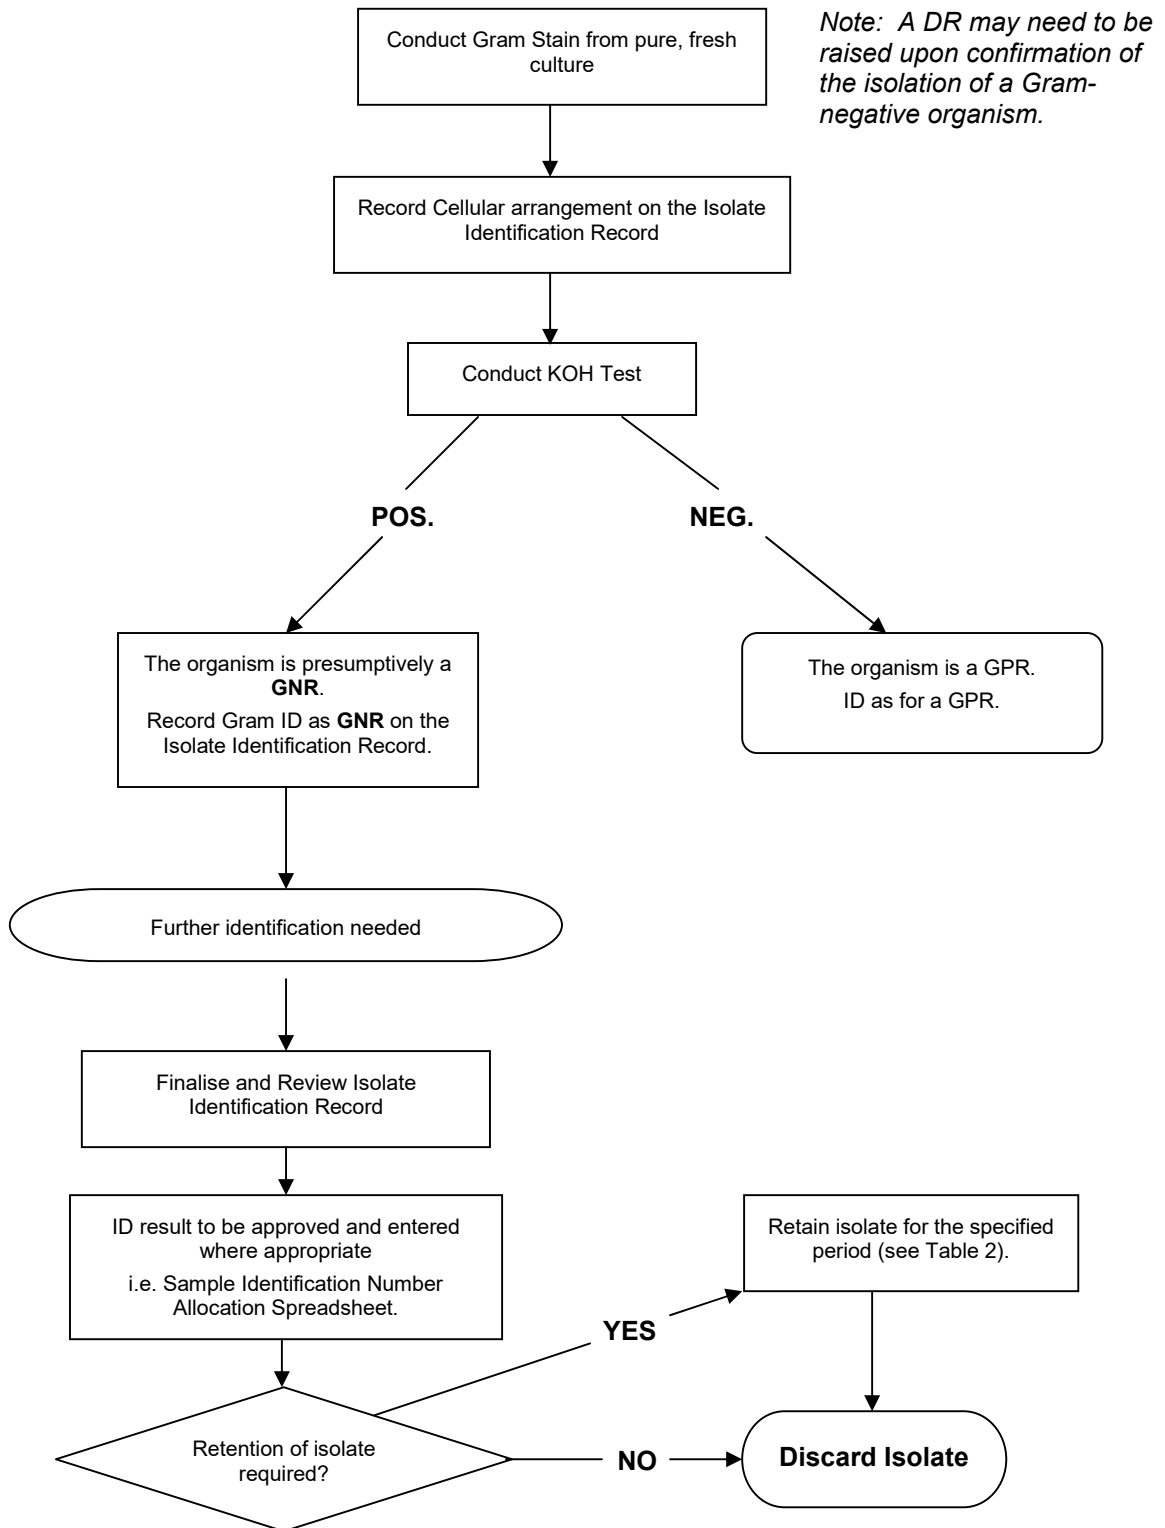 Conduct Gram Stain from pure, fresh
culture
Note: A DR may need to be
raised upon confirmation of
the isolation of a Gram-
negative organism.
Record Cellular arrangement on the Isolate
Identification Record
Conduct KOH Test
POS.
NEG.
The organism is presumptively a
GNR.
Record Gram ID as GNR on the
Isolate Identification Record.
The organism is a GPR.
ID as for a GPR.
Further identification needed
Finalise and Review Isolate
Identification Record
ID result to be approved and entered
where appropriate
i.e. Sample Identification Number
Allocation Spreadsheet.
Retain isolate for the specified
period (see Table 2).
YES
Retention of isolate
required?
NO
Discard Isolate